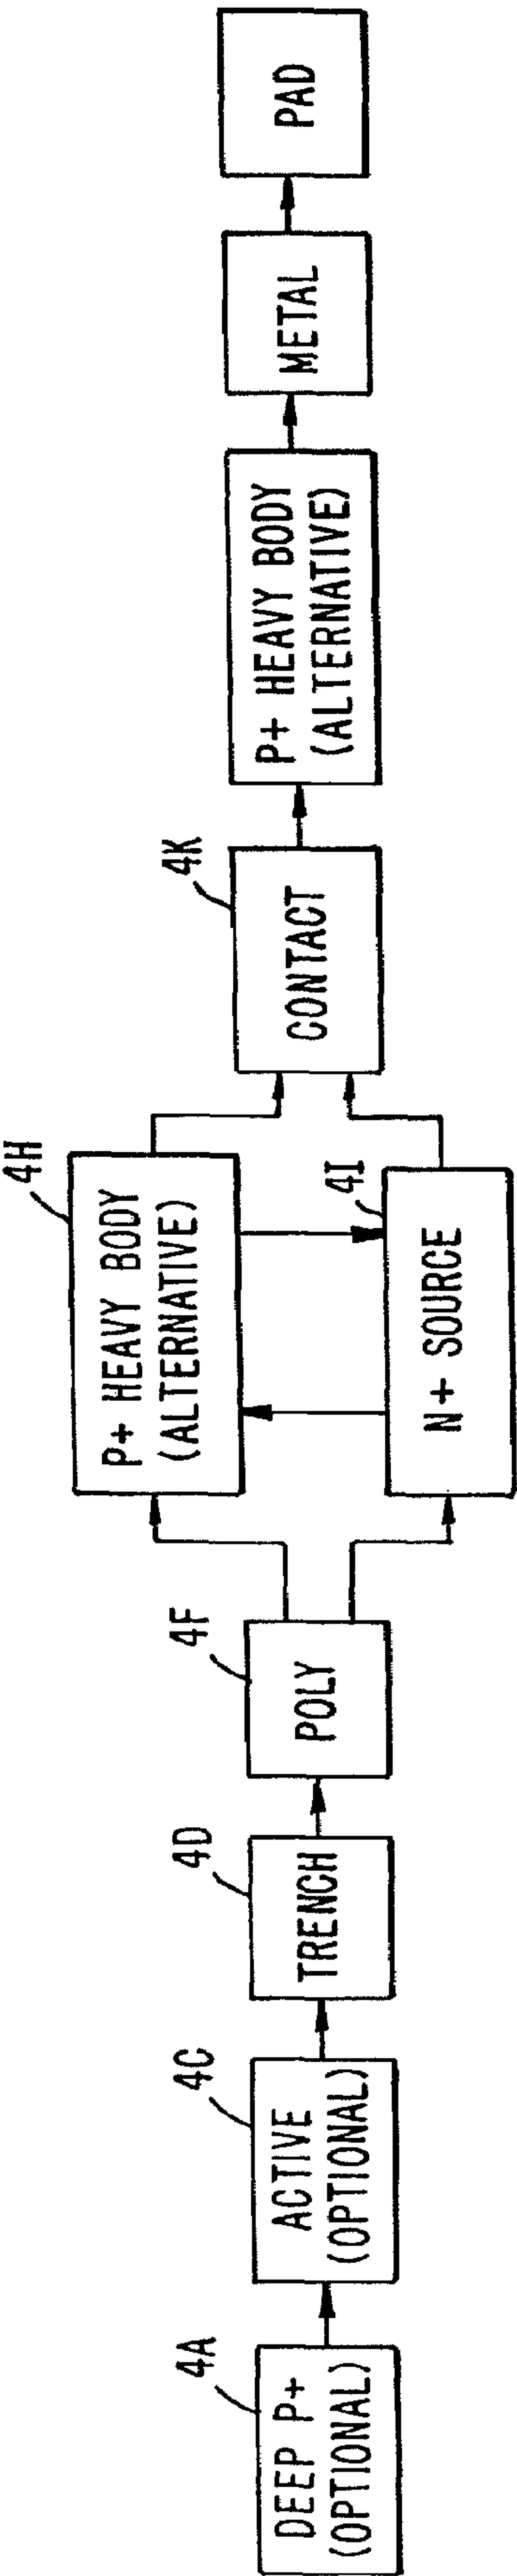 4A
DEEP P+
(OPTIONAL)
4C
ACTIVE
(OPTIONAL)
4D
TRENCH
4F
POLY
4H
P+ HEAVY BODY
(ALTERNATIVE)
4I
N+ SOURCE
4K
CONTACT
P+ HEAVY BODY
(ALTERNATIVE)
METAL
PAD